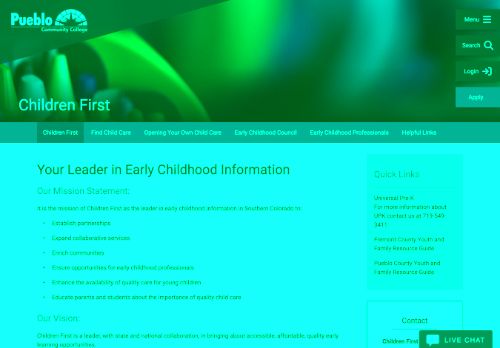 Pueblo
Community College
Menu
Search
Login
Apply
Children First
Children First
Find Child Care
Opening Your Own Child Care
Early Childhood Council
Early Childhood Professionals
Helpful Links
Your Leader in Early Childhood Information
Our Mission Statement:
It is the mission of Children First as the leader in early childhood information in Southern Colorado to:
• Establish partnerships
• Expand collaborative services
• Enrich communities
• Ensure opportunities for early childhood professionals
• Enhance the availability of quality care for young children
• Educate parents and students about the importance of quality child care
Our Vision:
Children First is a leader, with state and national collaboration, in bringing about accessible, affordable, quality early
learning opportunities.
Quick Links
Universal Pre-K
For more information about
UPK contact us at 719-549-
3411.
Fremont County Youth and
Family Resource Guide
Pueblo County Youth and
Family Resource Guide
Contact
Children First
LIVE CHAT